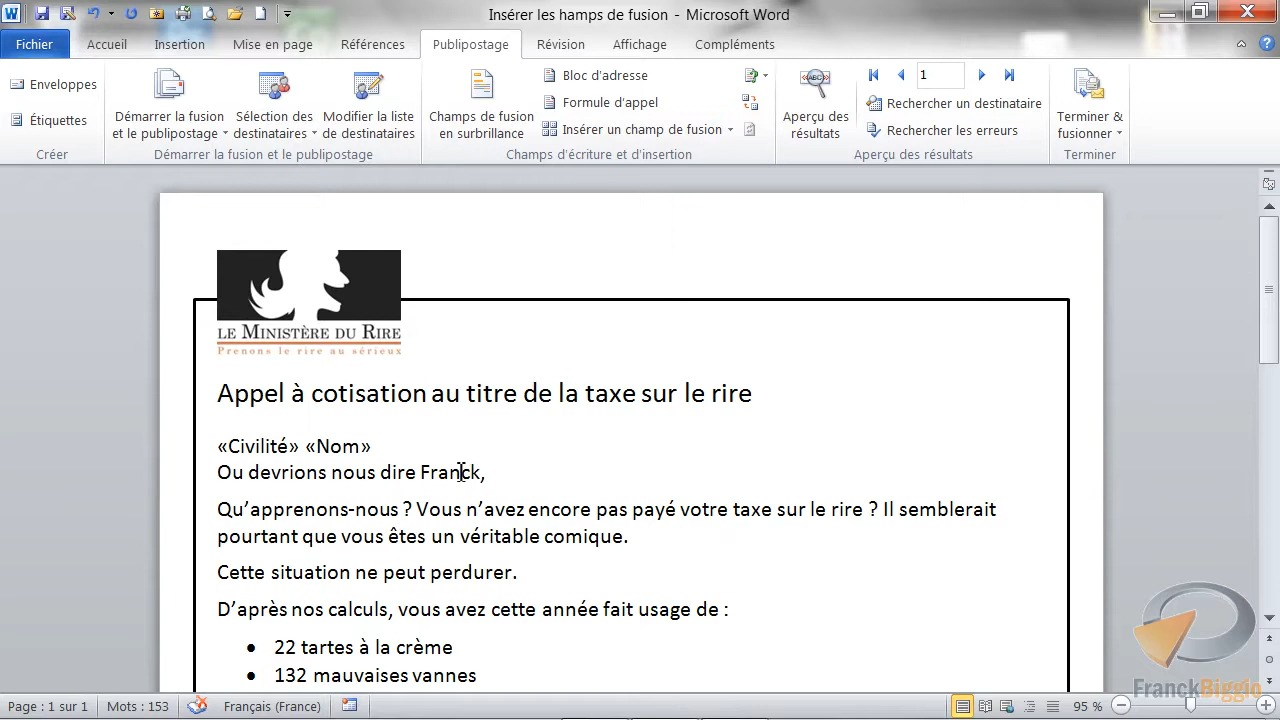 Insérer les hamps de fusion - Microsoft Word
Fichier Accueil Insertion Mise en page Références Publipostage Révision Affichage Compléments
Enveloppes
Étiquettes
Créer
Démarrer la fusion
et le publipostage
Sélection des
destinataires
Modifier la liste
de destinataires
Démarrer la fusion et le publipostage
Champs de fusion
en surbrillance
Bloc d'adresse
Formule d'appel
Insérer un champ de fusion
Champs d'écriture et d'insertion
ABC
Aperçu des
résultats
1
Rechercher un destinataire
Rechercher les erreurs
Aperçu des résultats
Terminer &
fusionner
Terminer
LE MINISTÈRE DU RIRE
Prenons le rire au sérieux
Appel à cotisation au titre de la taxe sur le rire
«Civilité» «Nom»
Ou devrions nous dire Franck,
Qu'apprenons-nous ? Vous n'avez encore pas payé votre taxe sur le rire ? Il semblerait
pourtant que vous êtes un véritable comique.
Cette situation ne peut perdurer.
D'après nos calculs, vous avez cette année fait usage de :
• 22 tartes à la crème
• 132 mauvaises vannes
FranckBiggio
Page : 1 sur 1 Mots : 153 Français (France) 95 %